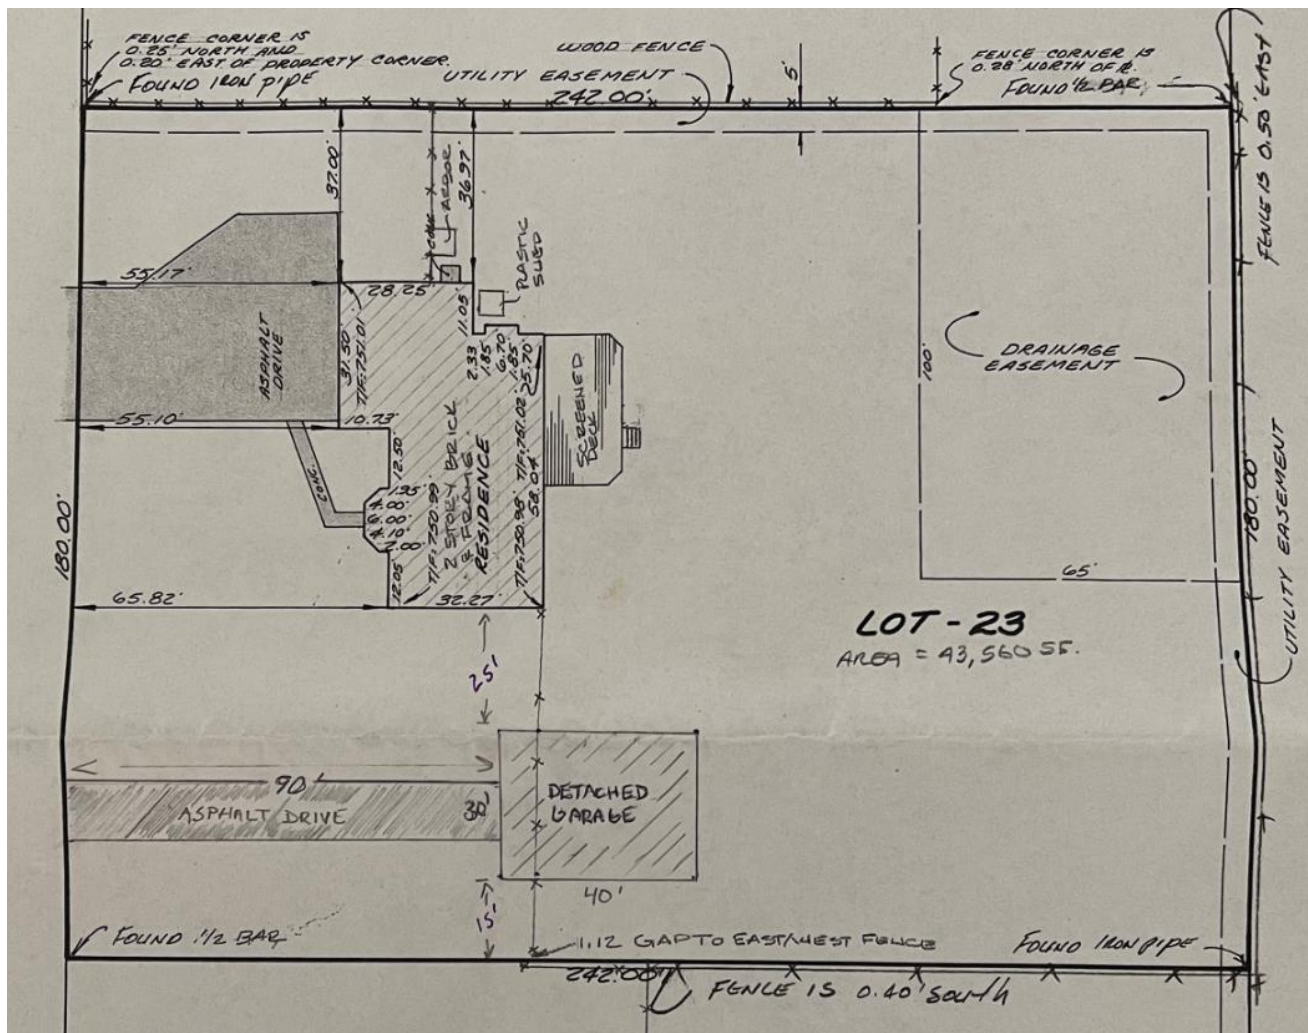 FENCE CORNER IS
0.25' NORTH AND
0.20' EAST OF PROPERTY CORNER.
FOUND IRON PIPE
WOOD FENCE
UTILITY EASEMENT
242.00'
5'
FENCE CORNER IS
0.28' NORTH OF ℄
FOUND 1/2 BAR
FENCE IS 0.50' EAST
37.00'
ARBOR
CONC
36.97'
PLASTIC
SHED
55.17'
28.25'
11.05'
ASPHALT
DRIVE
31.50'
T/F:751.01'
2.33'
1.85'
6.70'
1.85'
25.70'
SCREENED
DECK
100'
DRAINAGE
EASEMENT
55.10'
10.73'
12.50'
CONC.
1.95'
4.00'
6.00'
4.10'
2.00'
T/F:750.99'
2 STORY BRICK
& FRAME
RESIDENCE
T/F:751.02'
T/F:750.98'
58.04'
180.00'
180.00'
UTILITY EASEMENT
65.82'
12.05'
32.27'
65'
LOT - 23
AREA = 43,560 SF.
25'
90'
ASPHALT DRIVE
30'
DETACHED
GARAGE
40'
15'
FOUND 1/2 BAR
1.12 GAP TO EAST/WEST FENCE
FOUND IRON PIPE
242.00'
FENCE IS 0.40' South